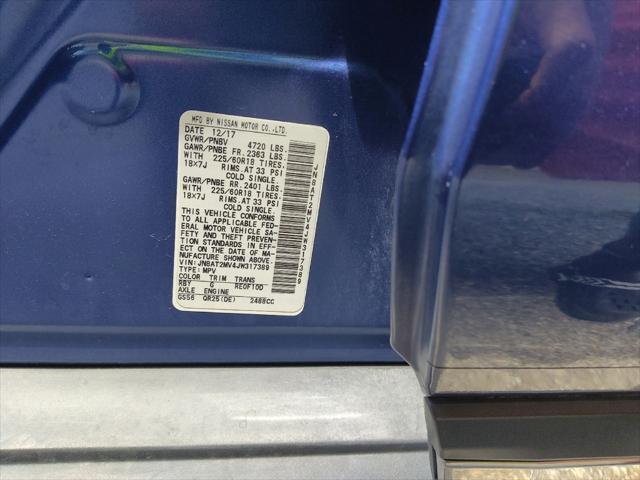 MFG BY NISSAN MOTOR CO.,LTD.
DATE 12/17
GVWR/PNBV 4720 LBS.
GAWR/PNBE FR. 2363 LBS.
WITH 225/60R18 TIRES.
18×7J RIMS.AT 33 PSI
COLD SINGLE.
GAWR/PNBE RR. 2401 LBS.
WITH 225/60R18 TIRES.
18×7J RIMS.AT 33 PSI
COLD SINGLE.
THIS VEHICLE CONFORMS
TO ALL APPLICABLE FED-
ERAL MOTOR VEHICLE SA-
FETY AND THEFT PREVEN-
TION STANDARDS IN EFF-
ECT ON THE DATE OF MA-
NUFACTURE SHOWN ABOVE.
VIN: JN8AT2MV4JW317389
TYPE: MPV
COLOR TRIM TRANS
RBY G RE0F10D
AXLE ENGINE
GS56 QR25(DE) 2488CC
JN8AT2MV4JW317389